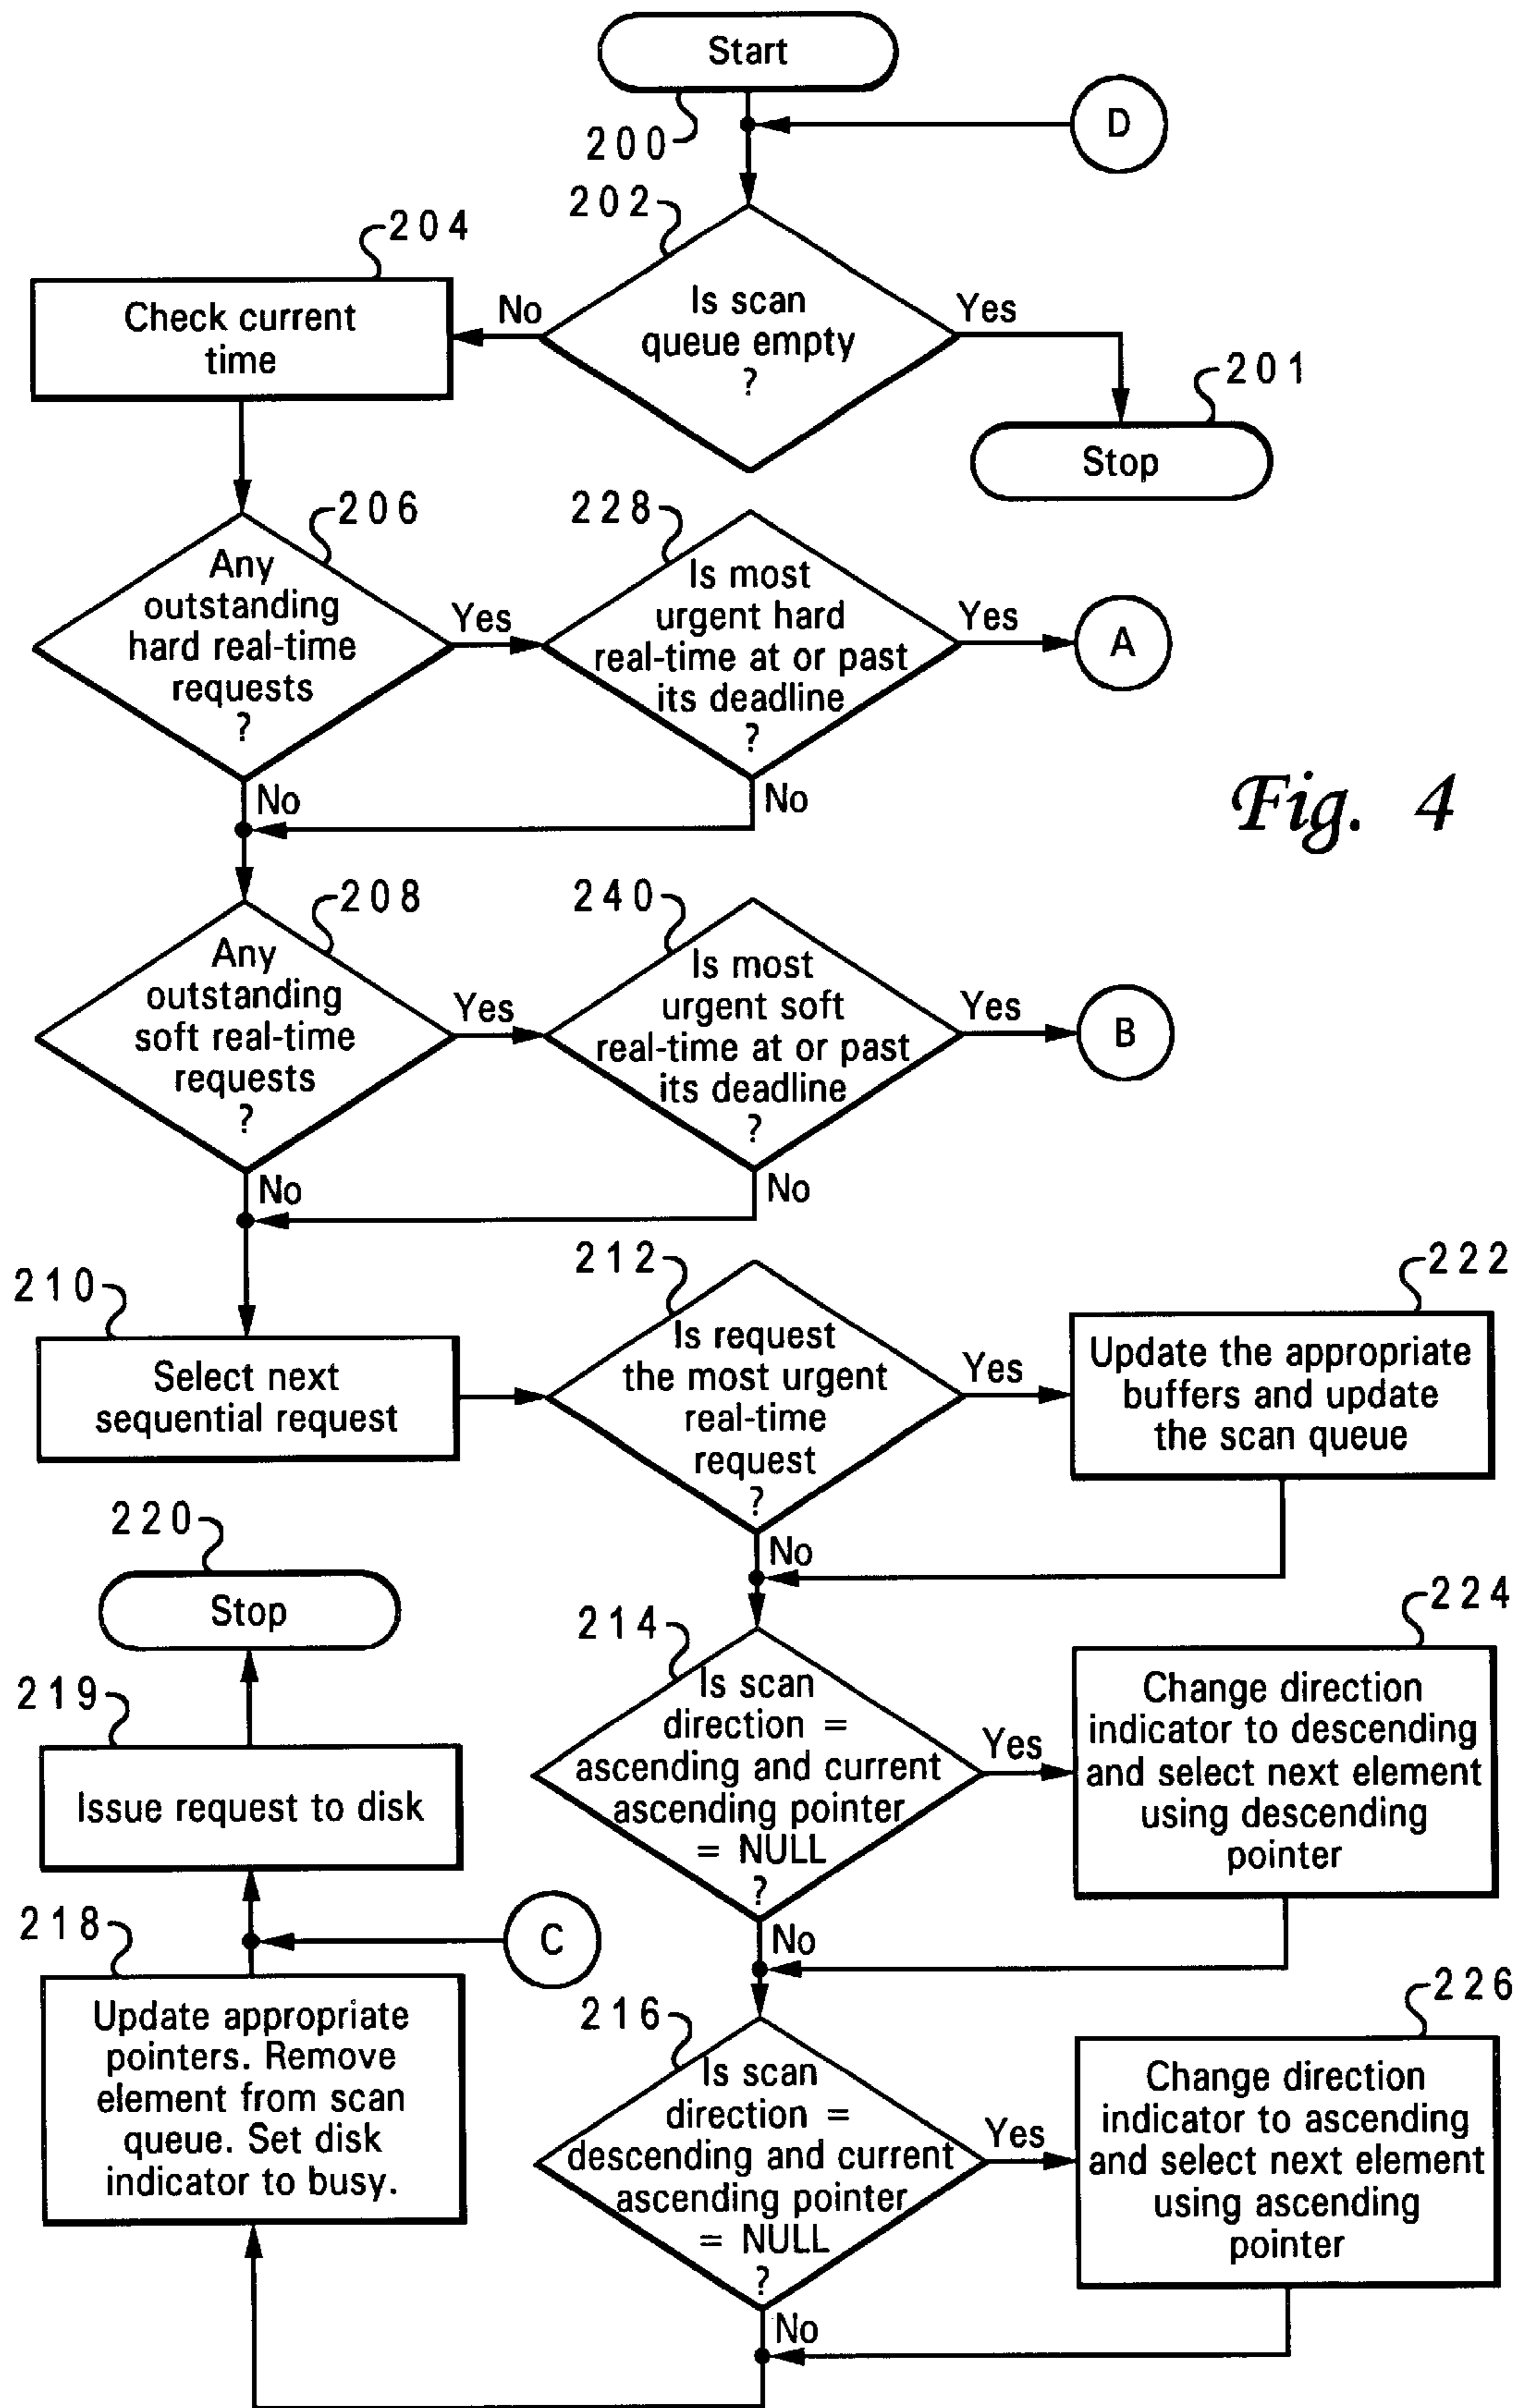 Start
200
D
202
204
Check current
time
No
Is scan
queue empty
?
Yes
201
Stop
206
Any
outstanding
hard real-time
requests
?
Yes
228
Is most
urgent hard
real-time at or past
its deadline
?
Yes
A
No
No
Fig. 4
208
Any
outstanding
soft real-time
requests
?
Yes
240
Is most
urgent soft
real-time at or past
its deadline
?
Yes
B
No
No
210
Select next
sequential request
212
Is request
the most urgent
real-time
request
?
Yes
222
Update the appropriate
buffers and update
the scan queue
No
214
Is scan
direction =
ascending and current
ascending pointer
= NULL
?
Yes
224
Change direction
indicator to descending
and select next element
using descending
pointer
No
216
Is scan
direction =
descending and current
ascending pointer
= NULL
?
Yes
226
Change direction
indicator to ascending
and select next element
using ascending
pointer
No
220
Stop
219
Issue request to disk
C
218
Update appropriate
pointers. Remove
element from scan
queue. Set disk
indicator to busy.